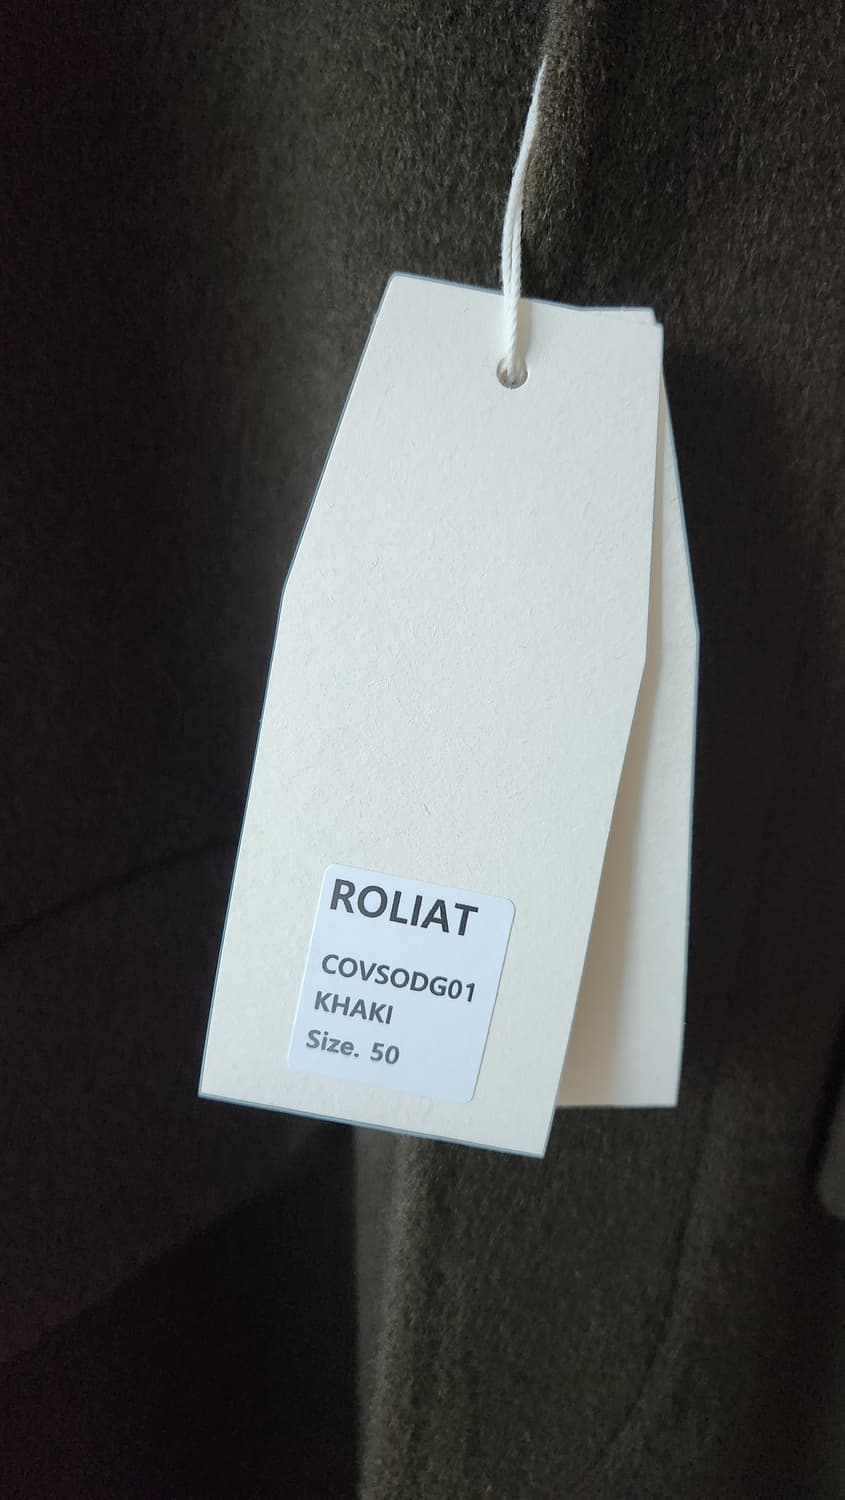 ROLIAT
COVSODG01
KHAKI
Size. 50